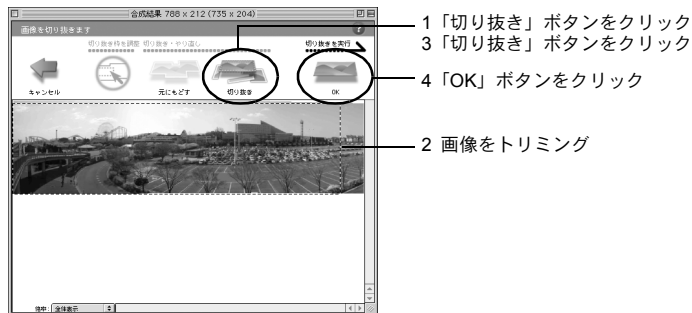 合成結果 788 x 212 (735 x 204)
画像を切り抜きます
切り抜き枠を調整 切り抜き・やり直し 切り抜きを実行
キャンセル 元にもどす 切り抜き OK
全体表示
1「切り抜き」ボタンをクリック
3「切り抜き」ボタンをクリック
4「OK」ボタンをクリック
2 画像をトリミング